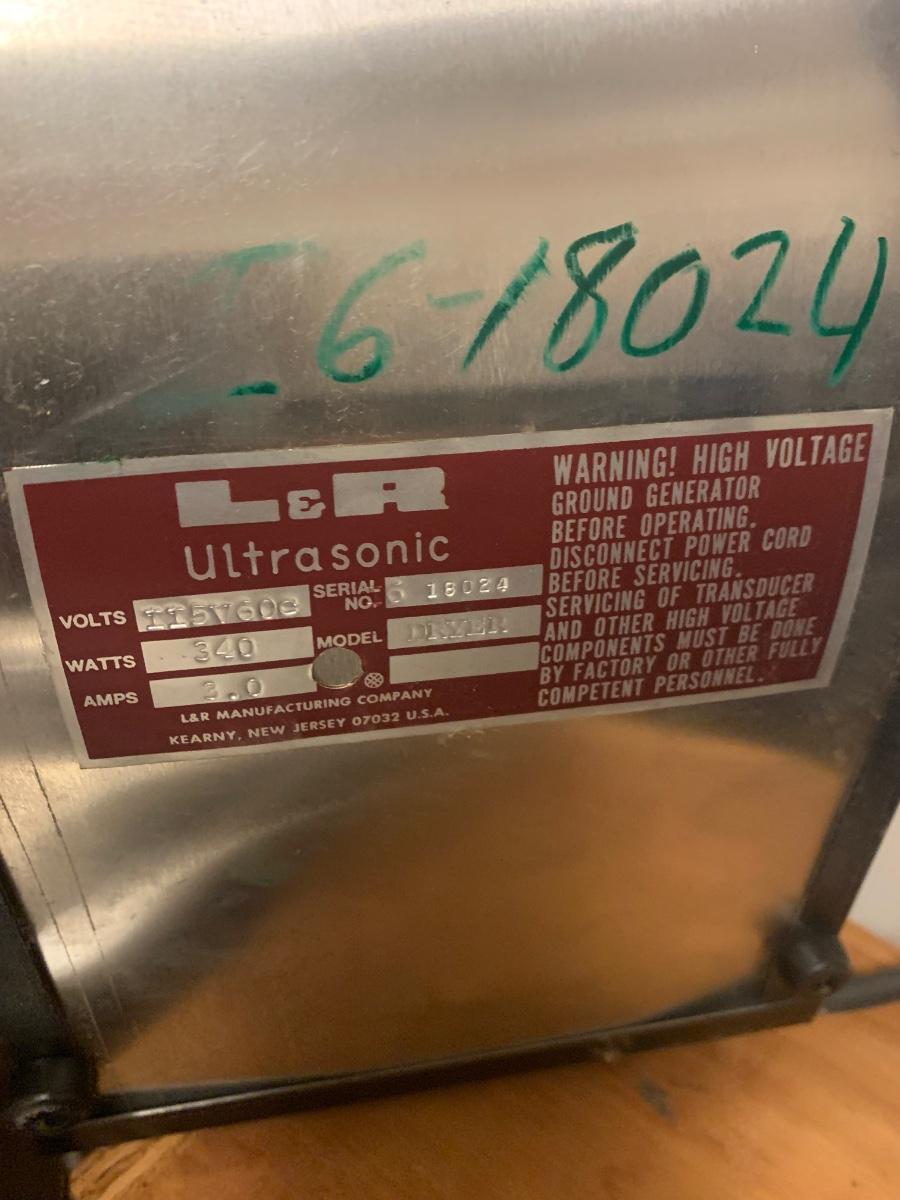 I6-18024
L&R
Ultrasonic
VOLTS 115V60C
SERIAL NO. 6 18024
WATTS 340
MODEL DRYER
AMPS 3.0
L&R MANUFACTURING COMPANY
KEARNY, NEW JERSEY 07032 U.S.A.
WARNING! HIGH VOLTAGE
GROUND GENERATOR
BEFORE OPERATING.
DISCONNECT POWER CORD
BEFORE SERVICING.
SERVICING OF TRANSDUCER
AND OTHER HIGH VOLTAGE
COMPONENTS MUST BE DONE
BY FACTORY OR OTHER FULLY
COMPETENT PERSONNEL.